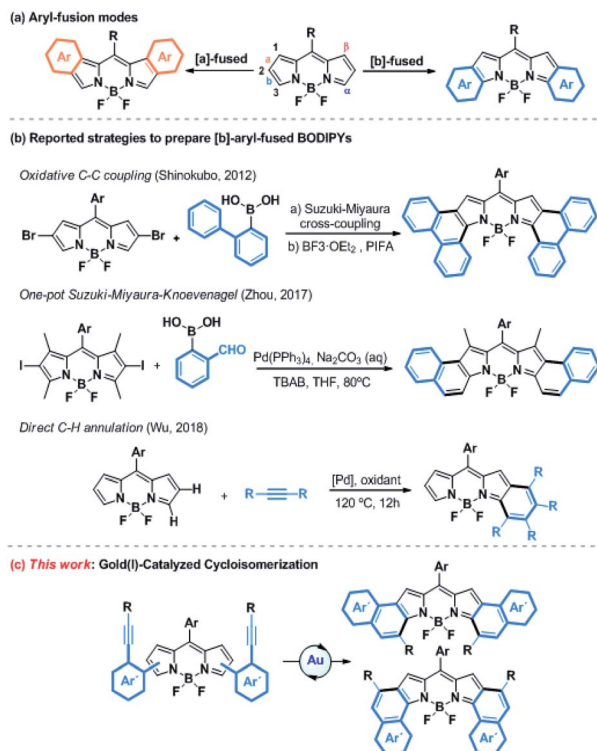 (a) Aryl-fusion modes
R
R
R
Ar
Ar
[a]-fused
1
β
a
2
b
3
α
[b]-fused
Ar
Ar
N
N
B
F
F
N
N
B
F
F
N
N
B
F
F
(b) Reported strategies to prepare [b]-aryl-fused BODIPYs
Oxidative C-C coupling (Shinokubo, 2012)
Ar
HO
OH
B
Ar
Br
Br
N
N
B
F
F
+
a) Suzuki-Miyaura
cross-coupling
b) BF3·OEt2 , PIFA
N
N
B
F
F
One-pot Suzuki-Miyaura-Knoevenagel (Zhou, 2017)
Ar
HO
OH
B
CHO
Ar
I
I
N
N
B
F
F
+
Pd(PPh3)4, Na2CO3 (aq)
TBAB, THF, 80ºC
N
N
B
F
F
Direct C-H annulation (Wu, 2018)
Ar
Ar
H
H
N
N
B
F
F
+
R
R
[Pd], oxidant
120 ºC, 12h
N
N
B
F
F
R
R
R
R
(c) This work: Gold(I)-Catalyzed Cycloisomerization
R
R
Ar
Ar´
Ar´
N
N
B
F
F
Au
Ar
Ar´
Ar´
N
N
B
F
F
R
R
Ar
R
R
N
N
B
F
F
Ar´
Ar´